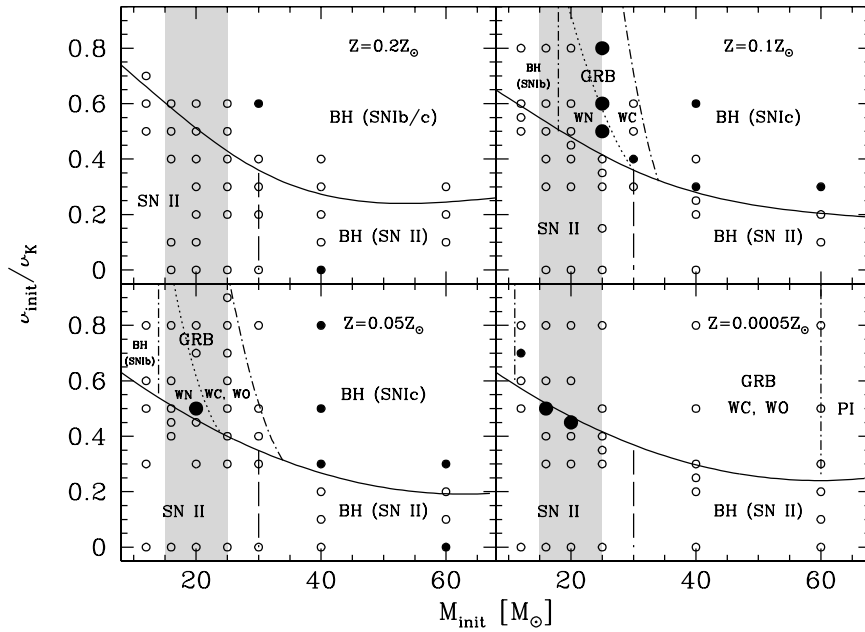 υinit/υK
0.8
0.6
0.4
0.2
0
Z=0.2Z⊙
BH (SNIb/c)
SN II
BH (SN II)
Z=0.1Z⊙
BH
(SNIb)
GRB
WN WC
BH (SNIc)
SN II
BH (SN II)
0.8
0.6
0.4
0.2
0
Z=0.05Z⊙
BH
(SNIb)
GRB
WN WC, WO
BH (SNIc)
SN II
BH (SN II)
Z=0.0005Z⊙
GRB
WC, WO
PI
SN II
BH (SN II)
20 40 60
20 40 60
Minit [M⊙]